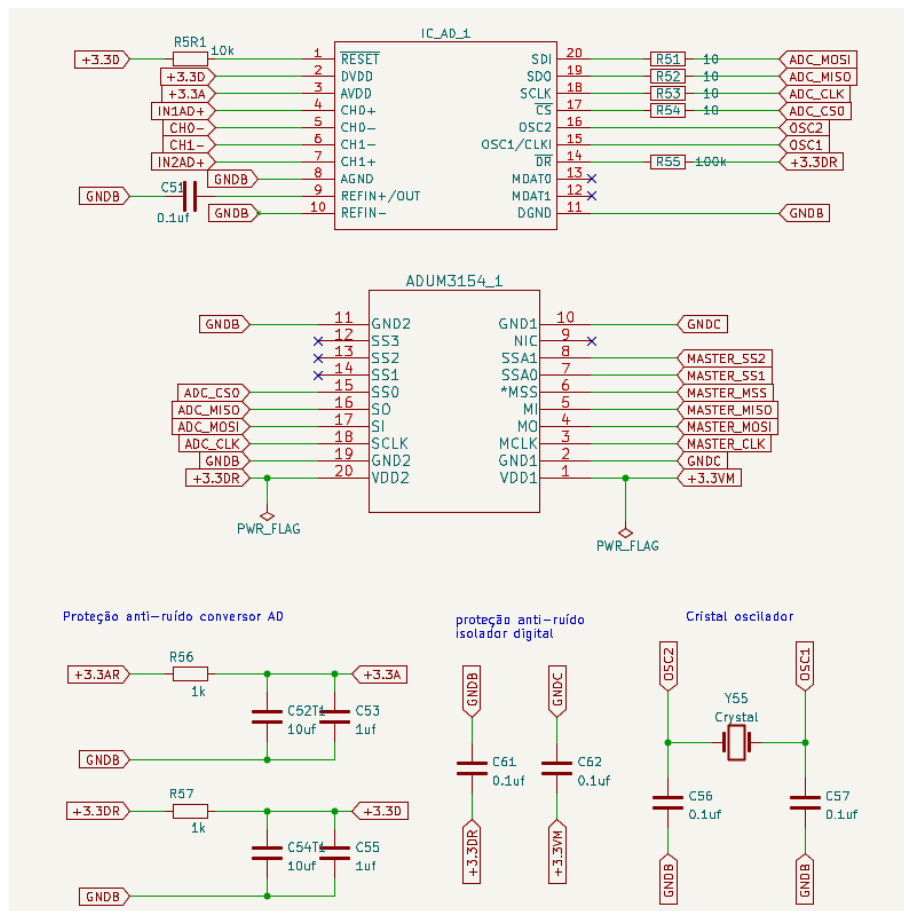 IC_AD_1
+3.3D R5R1 10k 1 RESET SDI 20 R51 10 ADC_MOSI
+3.3D 2 DVDD SDO 19 R52 10 ADC_MISO
+3.3A 3 AVDD SCLK 18 R53 10 ADC_CLK
IN1AD+ 4 CH0+ CS 17 R54 10 ADC_CS0
CH0- 5 CH0- OSC2 16 OSC2
CH1- 6 CH1- OSC1/CLKI 15 OSC1
IN2AD+ 7 CH1+ DR 14 R55 100k +3.3DR
GNDB 8 AGND MDAT0 13
GNDB C51 0.1uf 9 REFIN+/OUT MDAT1 12
GNDB 10 REFIN- DGND 11 GNDB
ADUM3154_1
GNDB 11 GND2 GND1 10 GNDC
12 SS3 NIC 9
13 SS2 SSA1 8 MASTER_SS2
14 SS1 SSA0 7 MASTER_SS1
ADC_CS0 15 SS0 *MSS 6 MASTER_MSS
ADC_MISO 16 SO MI 5 MASTER_MISO
ADC_MOSI 17 SI MO 4 MASTER_MOSI
ADC_CLK 18 SCLK MCLK 3 MASTER_CLK
GNDB 19 GND2 GND1 2 GNDC
+3.3DR 20 VDD2 VDD1 1 +3.3VM
PWR_FLAG
PWR_FLAG
Proteção anti-ruído conversor AD
+3.3AR R56 1k +3.3A
C52T1 10uf
C53 1uf
GNDB
+3.3DR R57 1k +3.3D
C54T1 10uf
C55 1uf
GNDB
proteção anti-ruído
isolador digital
GNDB
C61
0.1uf
+3.3DR
GNDC
C62
0.1uf
+3.3VM
Cristal oscilador
OSC2
OSC1
Y55
Crystal
C56
0.1uf
C57
0.1uf
GNDB
GNDB